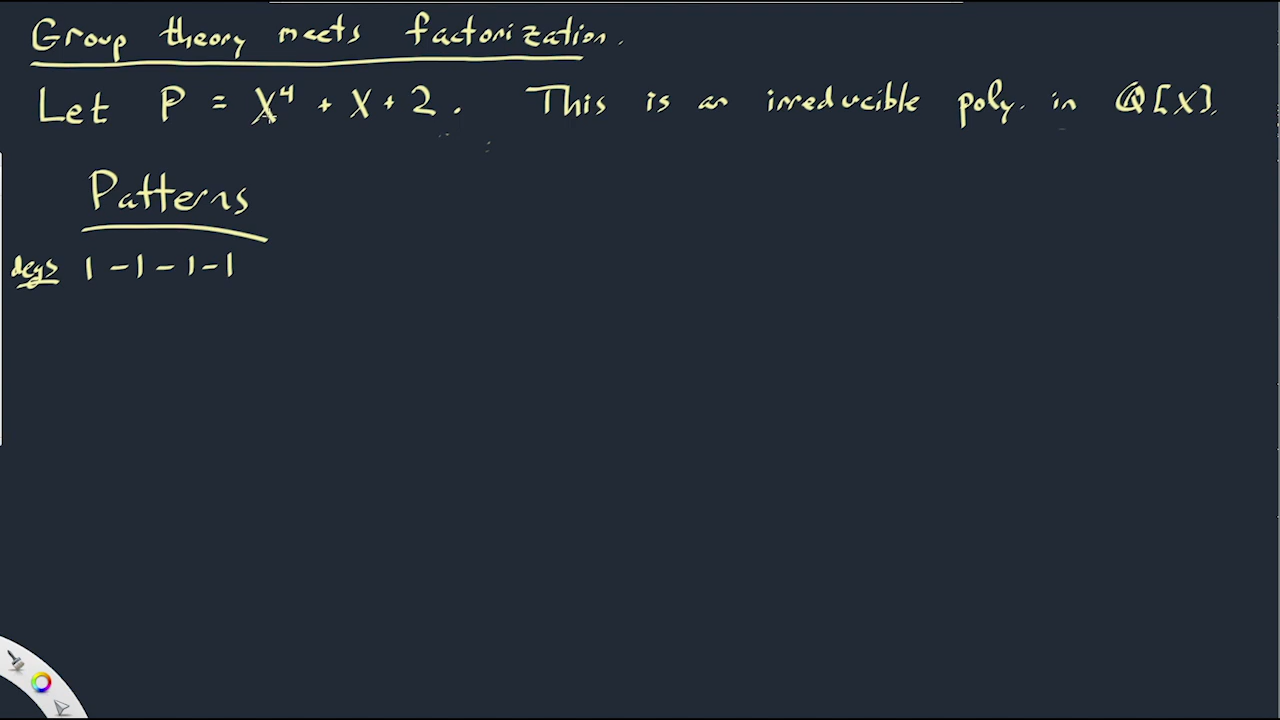 Group theory meets factorization.
Let P = X⁴ + X + 2. This is an irreducible poly. in ℚ[X].
Patterns
degs 1 - 1 - 1 - 1